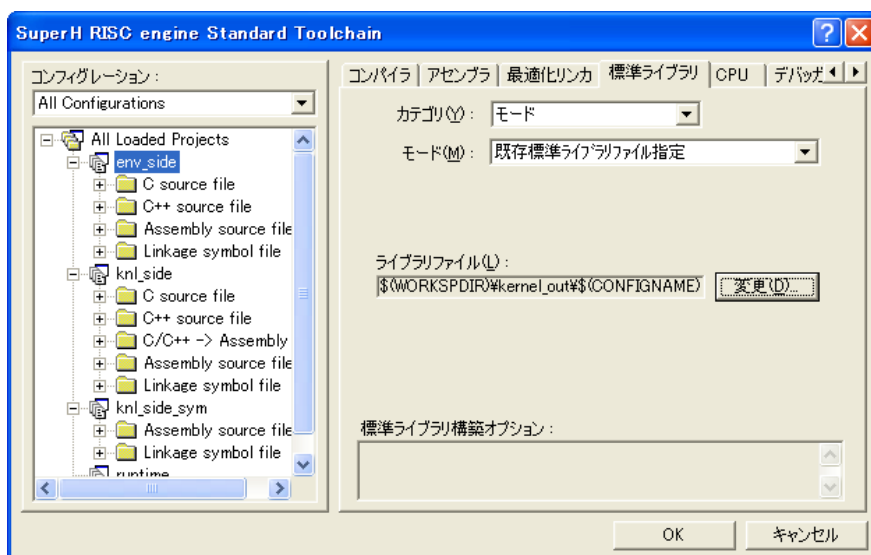 SuperH RISC engine Standard Toolchain
コンフィグレーション :
All Configurations
All Loaded Projects
env_side
C source file
C++ source file
Assembly source file
Linkage symbol file
knl_side
C source file
C++ source file
C/C++ -> Assembly
Assembly source file
Linkage symbol file
knl_side_sym
Assembly source file
Linkage symbol file
runtime
コンパイラ
アセンブラ
最適化リンカ
標準ライブラリ
CPU
デバッガ
カテゴリ(Y) :
モード
モード(M) :
既存標準ライブラリファイル指定
ライブラリファイル(L) :
$(WORKSPDIR)¥kernel_out¥$(CONFIGNAME)
変更(D)...
標準ライブラリ構築オプション :
OK
キャンセル